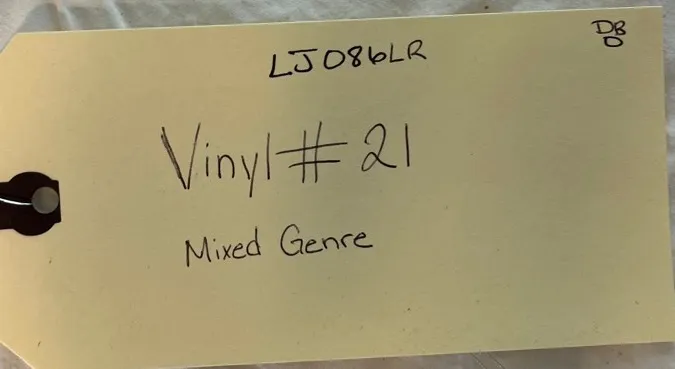 DB
D
LJ086LR
Vinyl # 21
Mixed Genre